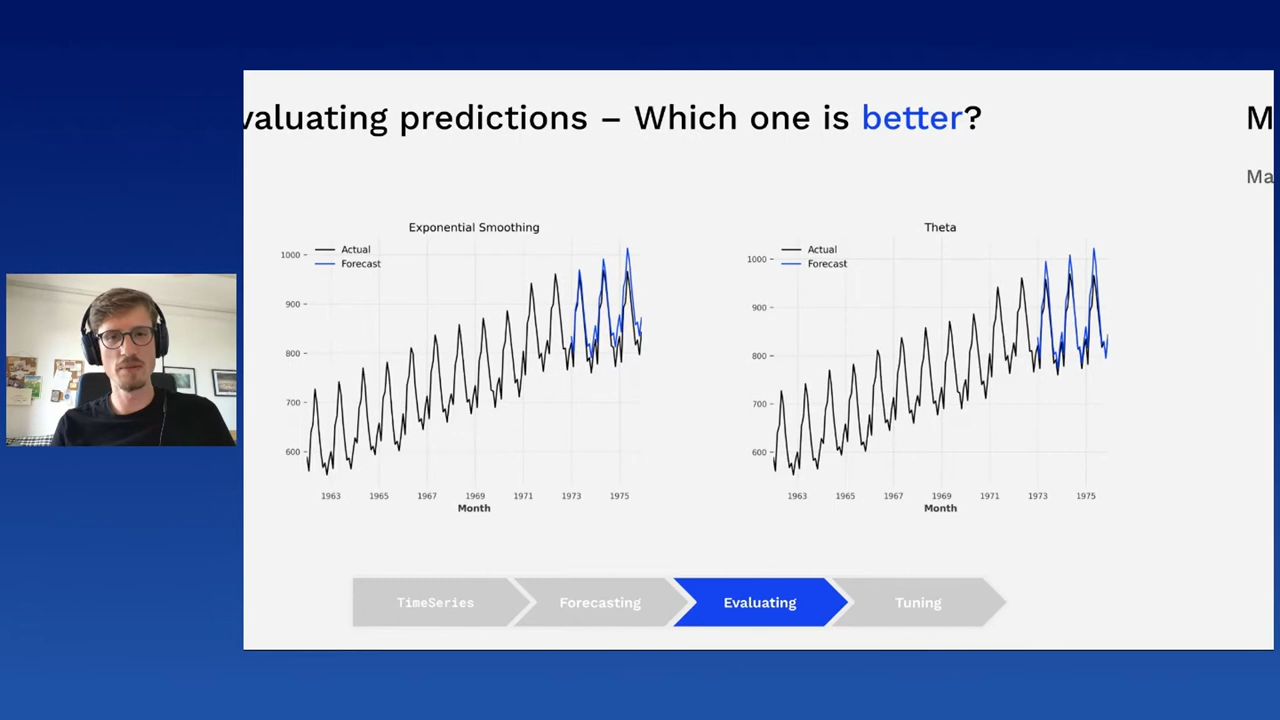 valuating predictions – Which one is better?
M
Ma
Exponential Smoothing
Actual
Forecast
1000
900
800
700
600
1963 1965 1967 1969 1971 1973 1975
Month
Theta
Actual
Forecast
1000
900
800
700
600
1963 1965 1967 1969 1971 1973 1975
Month
TimeSeries Forecasting Evaluating Tuning